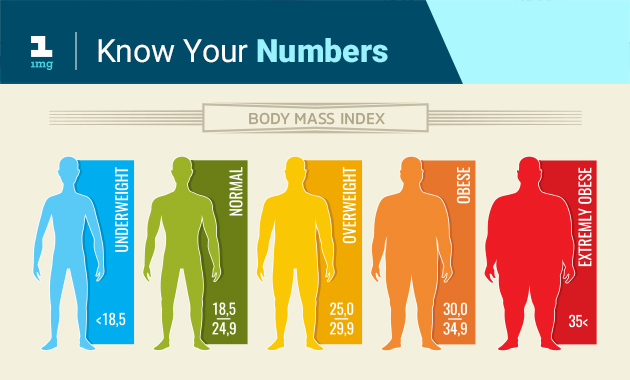 1
1mg
Know Your Numbers
BODY MASS INDEX
UNDERWEIGHT
<18,5
NORMAL
18,5
24,9
OVERWEIGHT
25,0
29,9
OBESE
30,0
34,9
EXTREMLY OBESE
35<